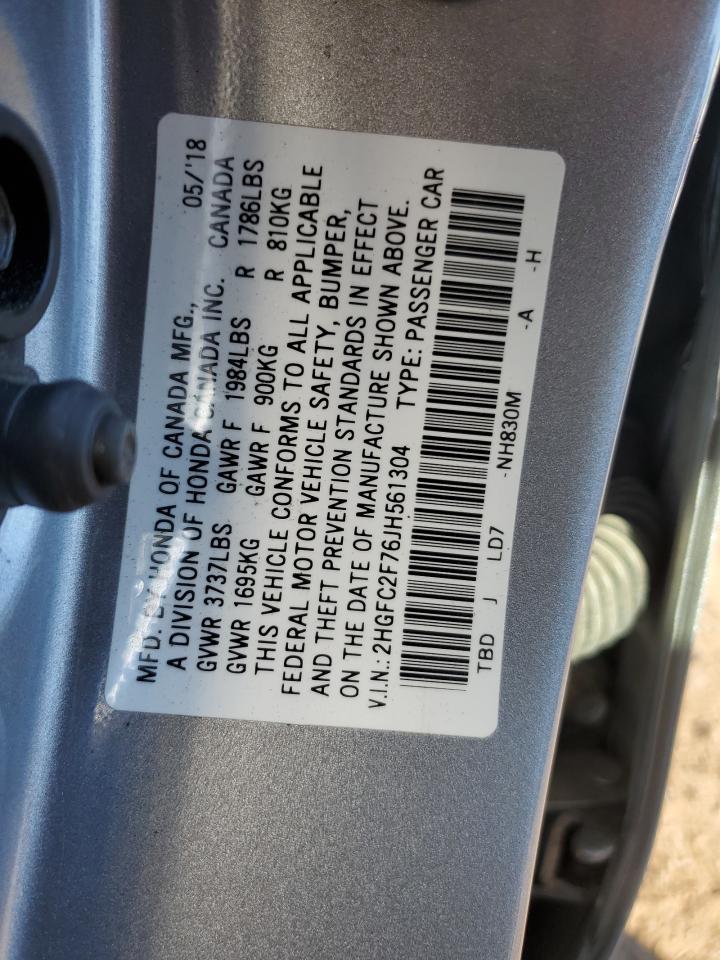 MFD. BY HONDA OF CANADA MFG., 05/'18
A DIVISION OF HONDA CANADA INC. CANADA
GVWR 3737LBS GAWR F 1984LBS R 1786LBS
GVWR 1695KG GAWR F 900KG R 810KG
THIS VEHICLE CONFORMS TO ALL APPLICABLE
FEDERAL MOTOR VEHICLE SAFETY, BUMPER,
AND THEFT PREVENTION STANDARDS IN EFFECT
ON THE DATE OF MANUFACTURE SHOWN ABOVE.
V.I.N.: 2HGFC2F76JH561304 TYPE: PASSENGER CAR
TBD J LD7 -NH830M -A -H